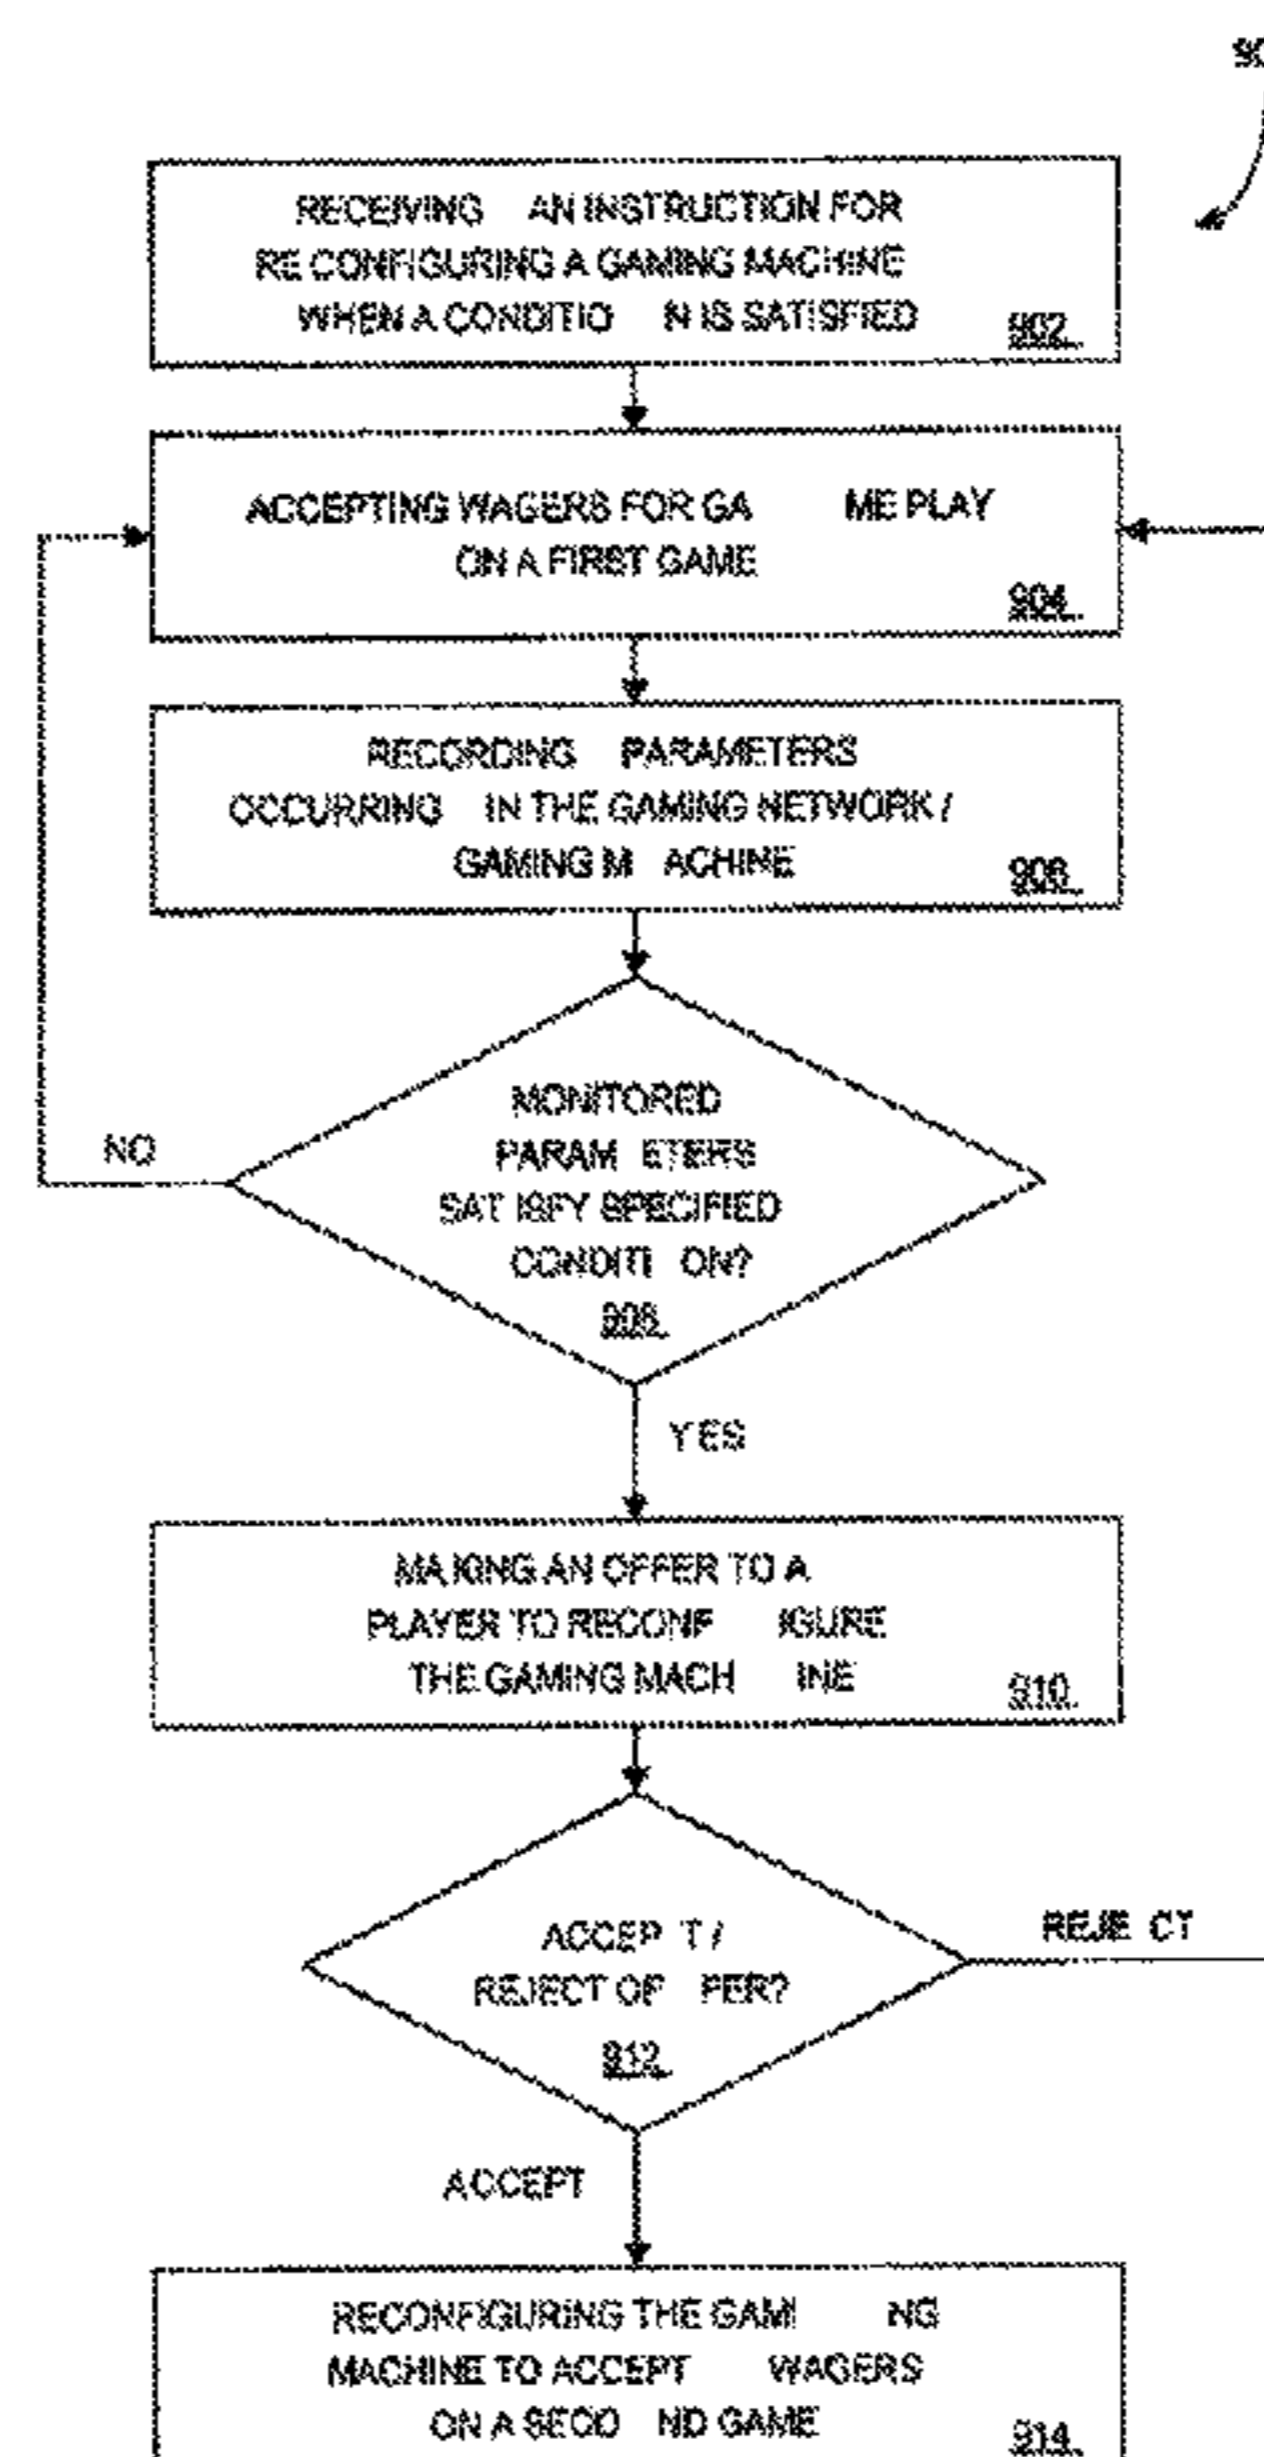 90
RECEIVING AN INSTRUCTION FOR
RE CONFIGURING A GAMING MACHINE
WHEN A CONDITIO N IS SATISFIED
902
ACCEPTING WAGERS FOR GA ME PLAY
ON A FIRST GAME
904
RECORDING PARAMETERS
OCCURRING IN THE GAMING NETWORK /
GAMING M ACHINE
906
MONITORED
PARAM ETERS
SAT ISFY SPECIFIED
CONDITI ON?
908
NO
YES
MAKING AN OFFER TO A
PLAYER TO RECONF IGURE
THE GAMING MACH INE
910
ACCEP T /
REJECT OF FER?
912
REJE CT
ACCEPT
RECONFIGURING THE GAMI NG
MACHINE TO ACCEPT WAGERS
ON A SECO ND GAME
914